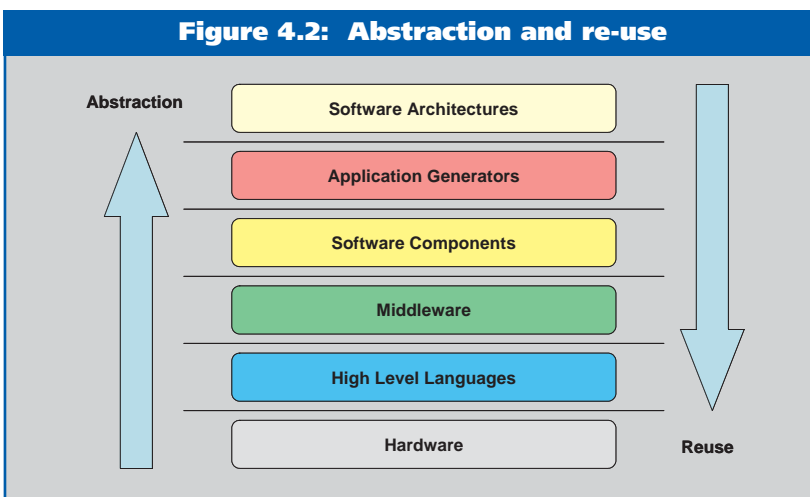 Figure 4.2: Abstraction and re-use
Abstraction
Software Architectures
Application Generators
Software Components
Middleware
High Level Languages
Hardware
Reuse